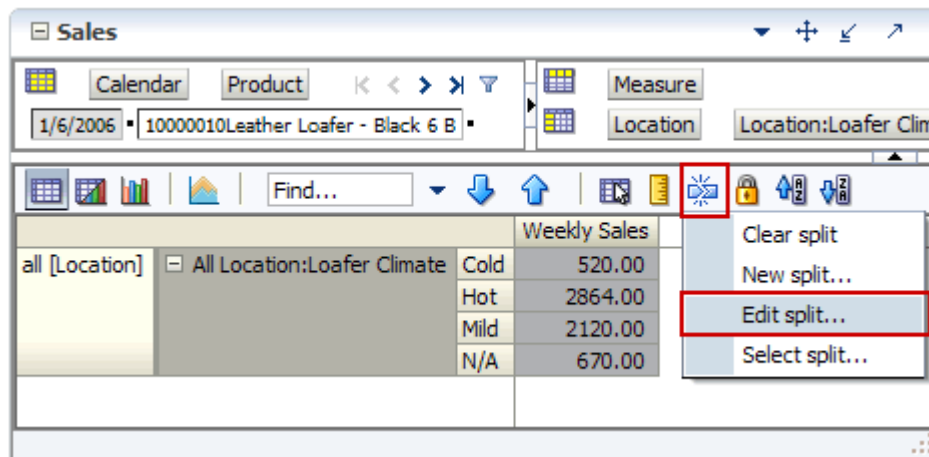 Sales
Calendar Product Measure
1/6/2006 10000010Leather Loafer - Black 6 B Location Location:Loafer Clim
Find...
Weekly Sales
Clear split
all [Location] All Location:Loafer Climate Cold 520.00
New split...
Hot 2864.00
Edit split...
Mild 2120.00
Select split...
N/A 670.00